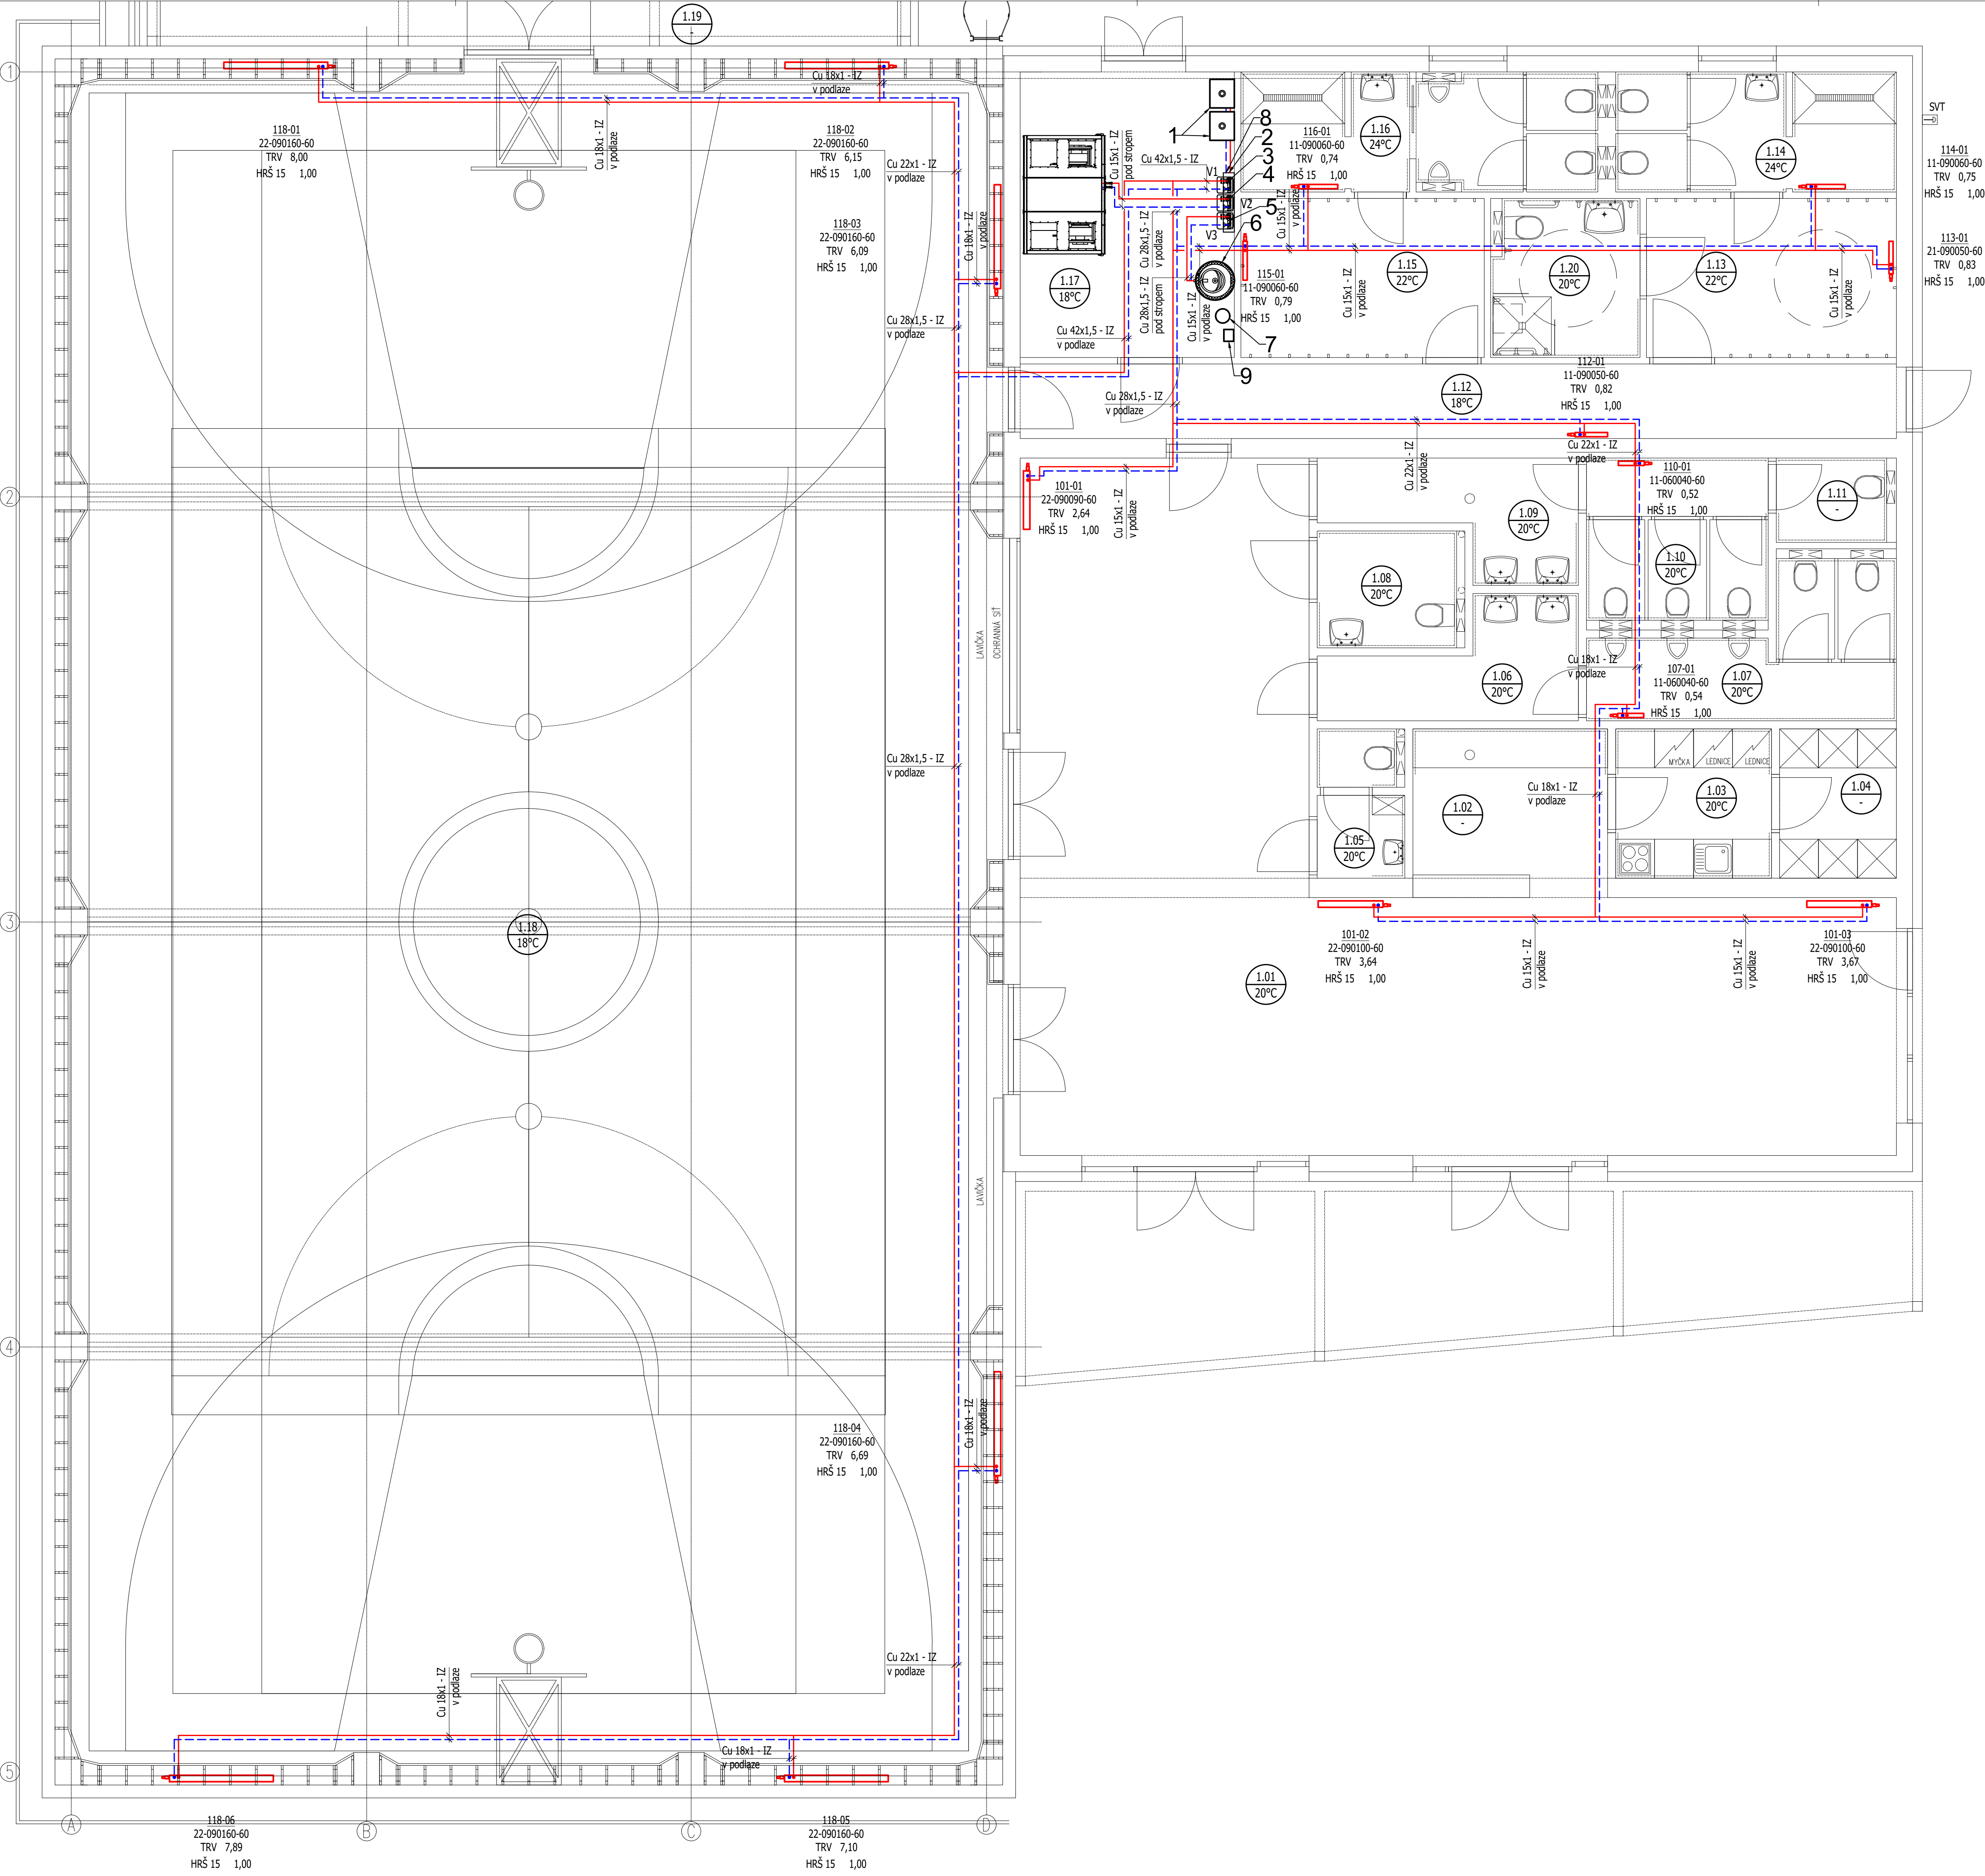 1.19
-
1
Cu 18x1 - IZ
v podlaze
118-01
22-090160-60
TRV 8,00
HRŠ 15 1,00
Cu 18x1 - IZ
v podlaze
118-02
22-090160-60
TRV 6,15
HRŠ 15 1,00
Cu 22x1 - IZ
v podlaze
118-03
22-090160-60
TRV 6,09
HRŠ 15 1,00
Cu 18x1 - IZ
v podlaze
Cu 28x1,5 - IZ
v podlaze
1.17
18°C
Cu 15x1 - IZ
pod stropem
Cu 42x1,5 - IZ
Cu 28x1,5 - IZ
v podlaze
Cu 28x1,5 - IZ
pod stropem
Cu 42x1,5 - IZ
v podlaze
1
8
2
3
4
5
6
7
9
V1
V2
V3
116-01
11-090060-60
TRV 0,74
HRŠ 15 1,00
Cu 15x1 - IZ
v podlaze
1.16
24°C
1.14
24°C
SVT
114-01
11-090060-60
TRV 0,75
HRŠ 15 1,00
113-01
21-090050-60
TRV 0,83
HRŠ 15 1,00
115-01
11-090060-60
TRV 0,79
HRŠ 15 1,00
Cu 15x1 - IZ
v podlaze
Cu 15x1 - IZ
v podlaze
1.15
22°C
1.20
20°C
1.13
22°C
Cu 15x1 - IZ
v podlaze
112-01
11-090050-60
TRV 0,82
HRŠ 15 1,00
1.12
18°C
Cu 28x1,5 - IZ
v podlaze
Cu 22x1 - IZ
v podlaze
Cu 22x1 - IZ
v podlaze
110-01
11-060040-60
TRV 0,52
HRŠ 15 1,00
1.11
-
2
101-01
22-090090-60
TRV 2,64
HRŠ 15 1,00
Cu 15x1 - IZ
v podlaze
1.09
20°C
1.10
20°C
1.08
20°C
LAVIČKA
OCHRANNÁ SÍŤ
Cu 18x1 - IZ
v podlaze
107-01
11-060040-60
TRV 0,54
HRŠ 15 1,00
1.06
20°C
1.07
20°C
Cu 28x1,5 - IZ
v podlaze
MYČKA
LEDNICE
LEDNICE
Cu 18x1 - IZ
v podlaze
1.02
-
1.03
20°C
1.04
-
1.05
20°C
3
1.18
18°C
101-02
22-090100-60
TRV 3,64
HRŠ 15 1,00
Cu 15x1 - IZ
v podlaze
Cu 15x1 - IZ
v podlaze
101-03
22-090100-60
TRV 3,67
HRŠ 15 1,00
1.01
20°C
LAVIČKA
4
118-04
22-090160-60
TRV 6,69
HRŠ 15 1,00
Cu 18x1 - IZ
v podlaze
Cu 22x1 - IZ
v podlaze
Cu 18x1 - IZ
v podlaze
Cu 18x1 - IZ
v podlaze
5
A
B
C
D
118-06
22-090160-60
TRV 7,89
HRŠ 15 1,00
118-05
22-090160-60
TRV 7,10
HRŠ 15 1,00